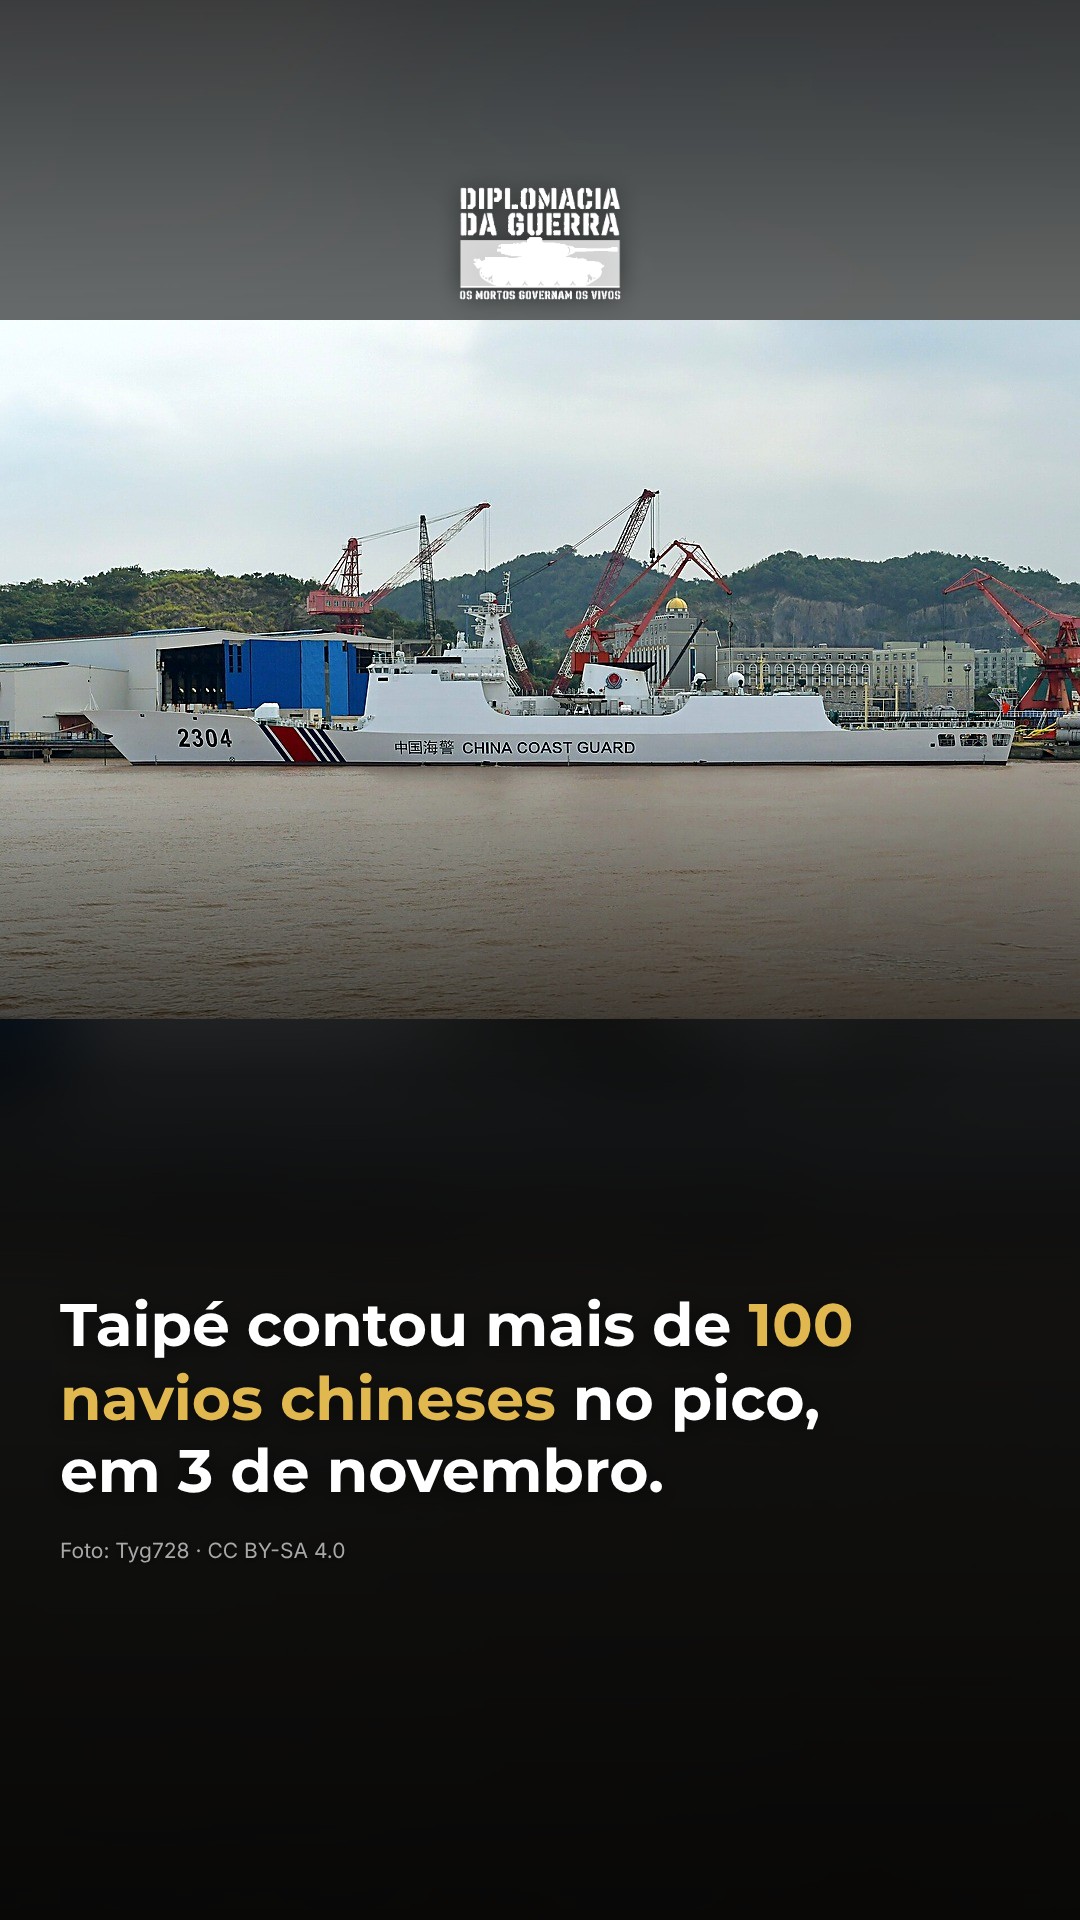 DIPLOMACIA
DA GUERRA
OS MORTOS GOVERNAM OS VIVOS
2304
中国海警 CHINA COAST GUARD
Taipé contou mais de 100
navios chineses no pico,
em 3 de novembro.
Foto: Tyg728 · CC BY-SA 4.0